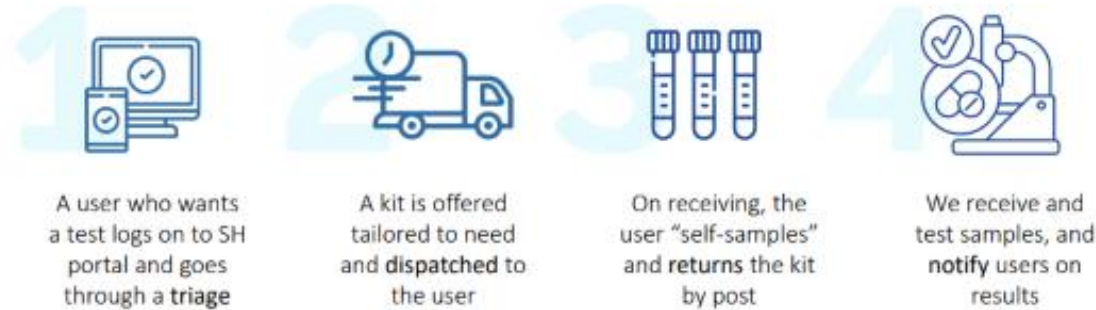 1
A user who wants
a test logs on to SH
portal and goes
through a triage
2
A kit is offered
tailored to need
and dispatched to
the user
3
On receiving, the
user “self-samples”
and returns the kit
by post
4
We receive and
test samples, and
notify users on
results